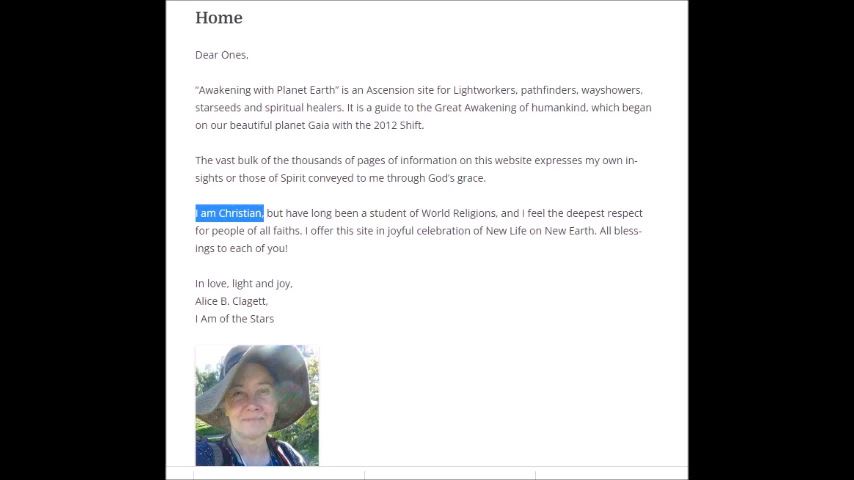 Home
Dear Ones,
“Awakening with Planet Earth” is an Ascension site for Lightworkers, pathfinders, wayshowers,
starseeds and spiritual healers. It is a guide to the Great Awakening of humankind, which began
on our beautiful planet Gaia with the 2012 Shift.
The vast bulk of the thousands of pages of information on this website expresses my own in-
sights or those of Spirit conveyed to me through God’s grace.
I am Christian, but have long been a student of World Religions, and I feel the deepest respect
for people of all faiths. I offer this site in joyful celebration of New Life on New Earth. All bless-
ings to each of you!
In love, light and joy,
Alice B. Clagett,
I Am of the Stars